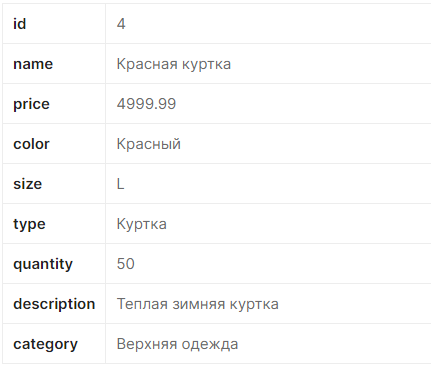 id 4
name Красная куртка
price 4999.99
color Красный
size L
type Куртка
quantity 50
description Теплая зимняя куртка
category Верхняя одежда